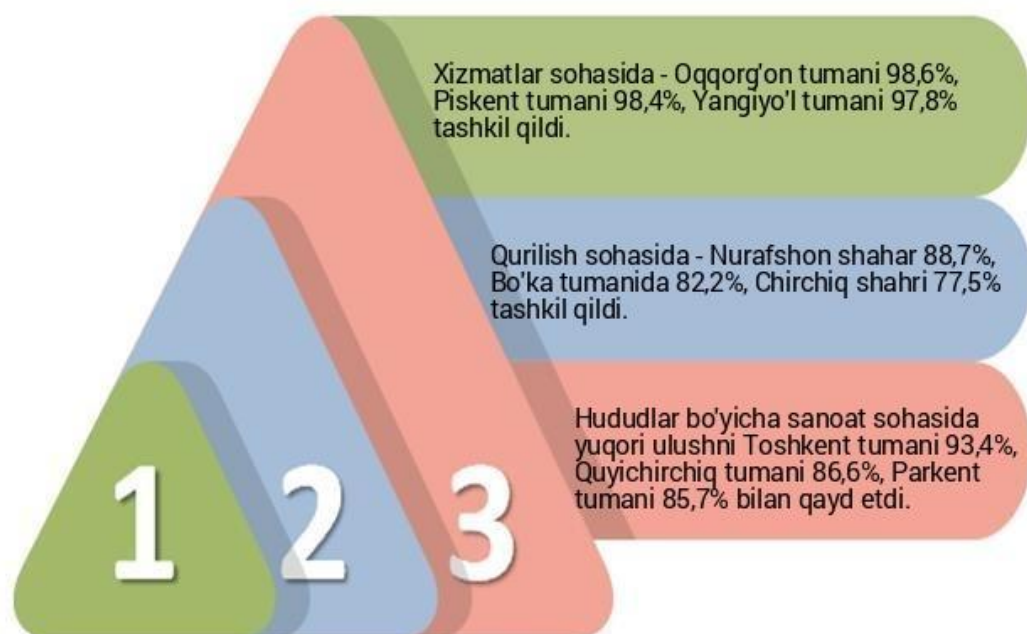 Xizmatlar sohasida - Oqqorg'on tumani 98,6%,
Piskent tumani 98,4%, Yangiyo'l tumani 97,8%
tashkil qildi.
Qurilish sohasida - Nurafshon shahar 88,7%,
Bo'ka tumanida 82,2%, Chirchiq shahri 77,5%
tashkil qildi.
Hududlar bo'yicha sanoat sohasida
yuqori ulushni Toshkent tumani 93,4%,
Quyichirchiq tumani 86,6%, Parkent
tumani 85,7% bilan qayd etdi.
1 2 3